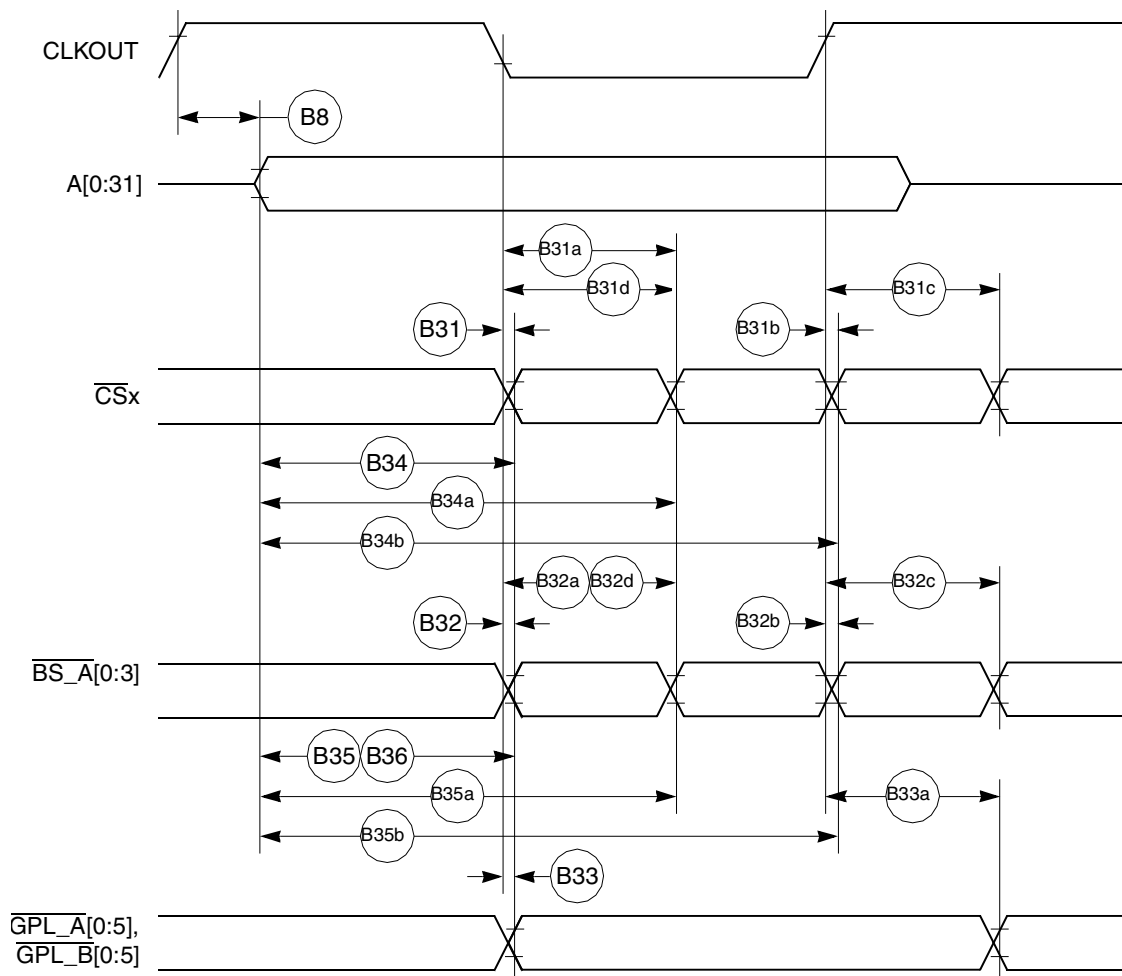 CLKOUT
B8
A[0:31]
B31a
B31d
B31c
B31
B31b
CSx
B34
B34a
B34b
B32a B32d
B32c
B32
B32b
BS_A[0:3]
B35 B36
B35a
B33a
B35b
B33
GPL_A[0:5],
GPL_B[0:5]